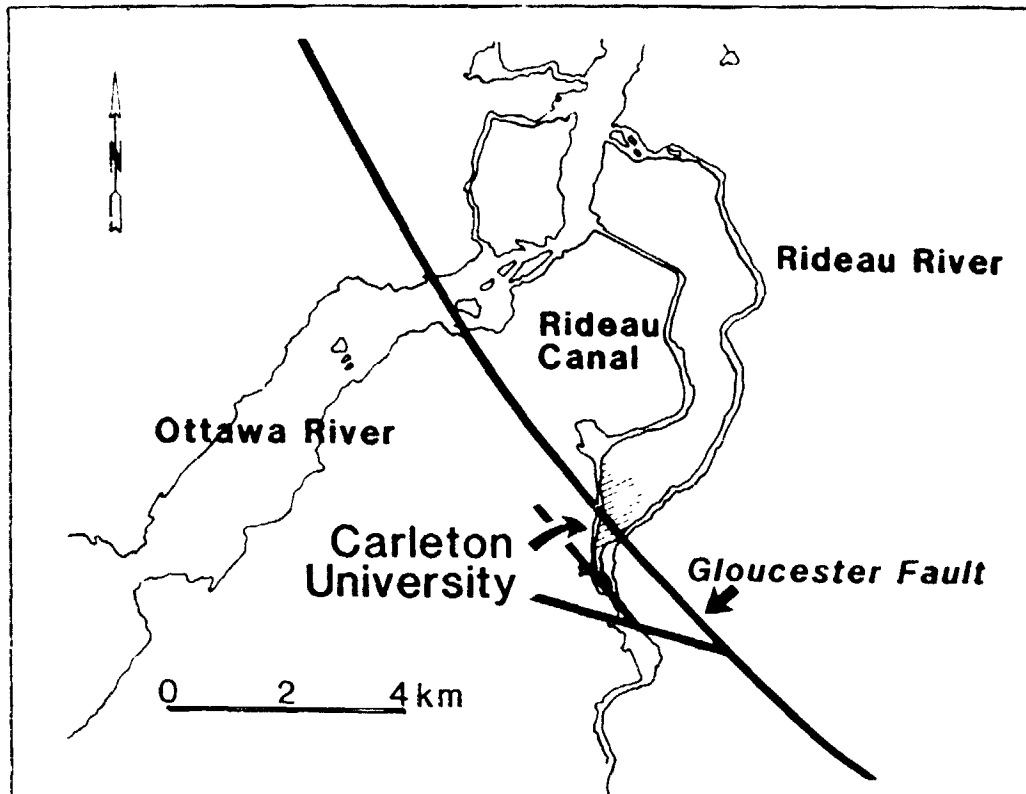 N
Rideau River
Rideau
Canal
Ottawa River
Carleton
University
Gloucester Fault
0 2 4 km